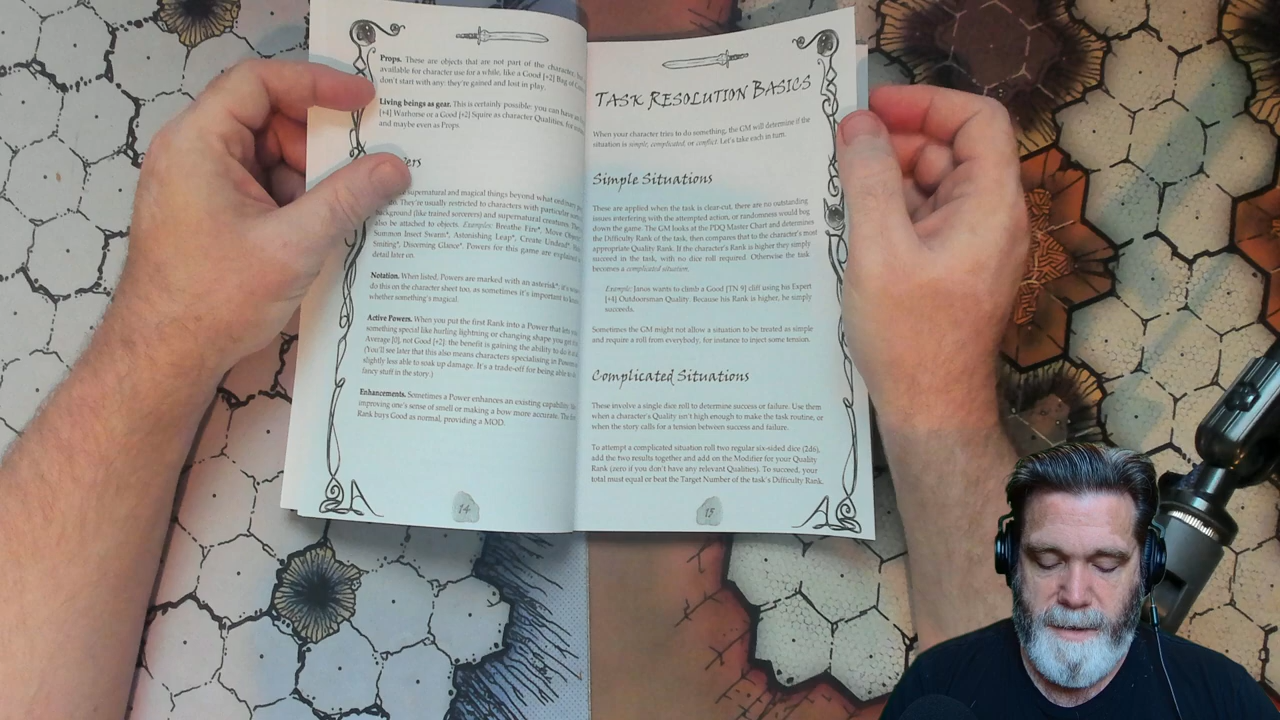 Props. These are objects that are not part of the character, but
available for character use for a while, like a Good [+2] Bag of
don't start with any: they're gained and lost in play.
Living beings as gear. This is certainly possible: you can have an
[+4] Warhorse or a Good [+2] Squire as character Qualities, for
and maybe even as Props
supernatural and magical things beyond what
They're usually restricted to characters with particular
background (like trained sorcerers) and supernatural creatures. They
also be attached to objects. Examples: Breathe Fire*, Move
Summon Insect Swarm*, Astonishing Leap*, Create Undead*,
Smiting*, Discerning Glance*. Powers for this game are explained
detail later on.
Notation. When listed, Powers are marked with an asterisk*: it's
do this on the character sheet too, as sometimes it's important to
whether something's magical.
Active Powers. When you put the first Rank into a Power that lets
something special like hurling lightning or changing shape you get
Average [0], not Good [+2]: the benefit is gaining the ability to do it
(You'll see later that this also means characters specialising in Powers
slightly less able to soak up damage. It's a trade-off for being able to
fancy stuff in the story.)
Enhancements. Sometimes a Power enhances an existing capability,
improving one's sense of smell or making a bow more accurate. The
Rank buys Good as normal, providing a MOD.
14
TASK RESOLUTION BASICS
When your character tries to do something, the GM will determine if the
situation is simple, complicated, or conflict. Let's take each in turn.
Simple Situations
These are applied when the task is clear-cut, there are no outstanding
issues interfering with the attempted action, or randomness would bog
down the game. The GM looks at the PDQ Master Chart and determines
the Difficulty Rank of the task, then compares that to the character's most
appropriate Quality Rank. If the character's Rank is higher they simply
succeed in the task, with no dice roll required. Otherwise the task
becomes a complicated situation.
Example: Janus wants to climb a Good [TN 9] cliff using his Expert
[+4] Outdoorsman Quality. Because his Rank is higher, he simply
succeeds.
Sometimes the GM might not allow a situation to be treated as simple
and require a roll from everybody, for instance to inject some tension.
Complicated Situations
These involve a single dice roll to determine success or failure. Use them
when a character's Quality isn't high enough to make the task routine, or
when the story calls for a tension between success and failure.
To attempt a complicated situation roll two regular six-sided dice (2d6),
add the two results together and add on the Modifier for your Quality
Rank (zero if you don't have any relevant Qualities). To succeed, your
total must equal or beat the Target Number of the task's Difficulty Rank.
15